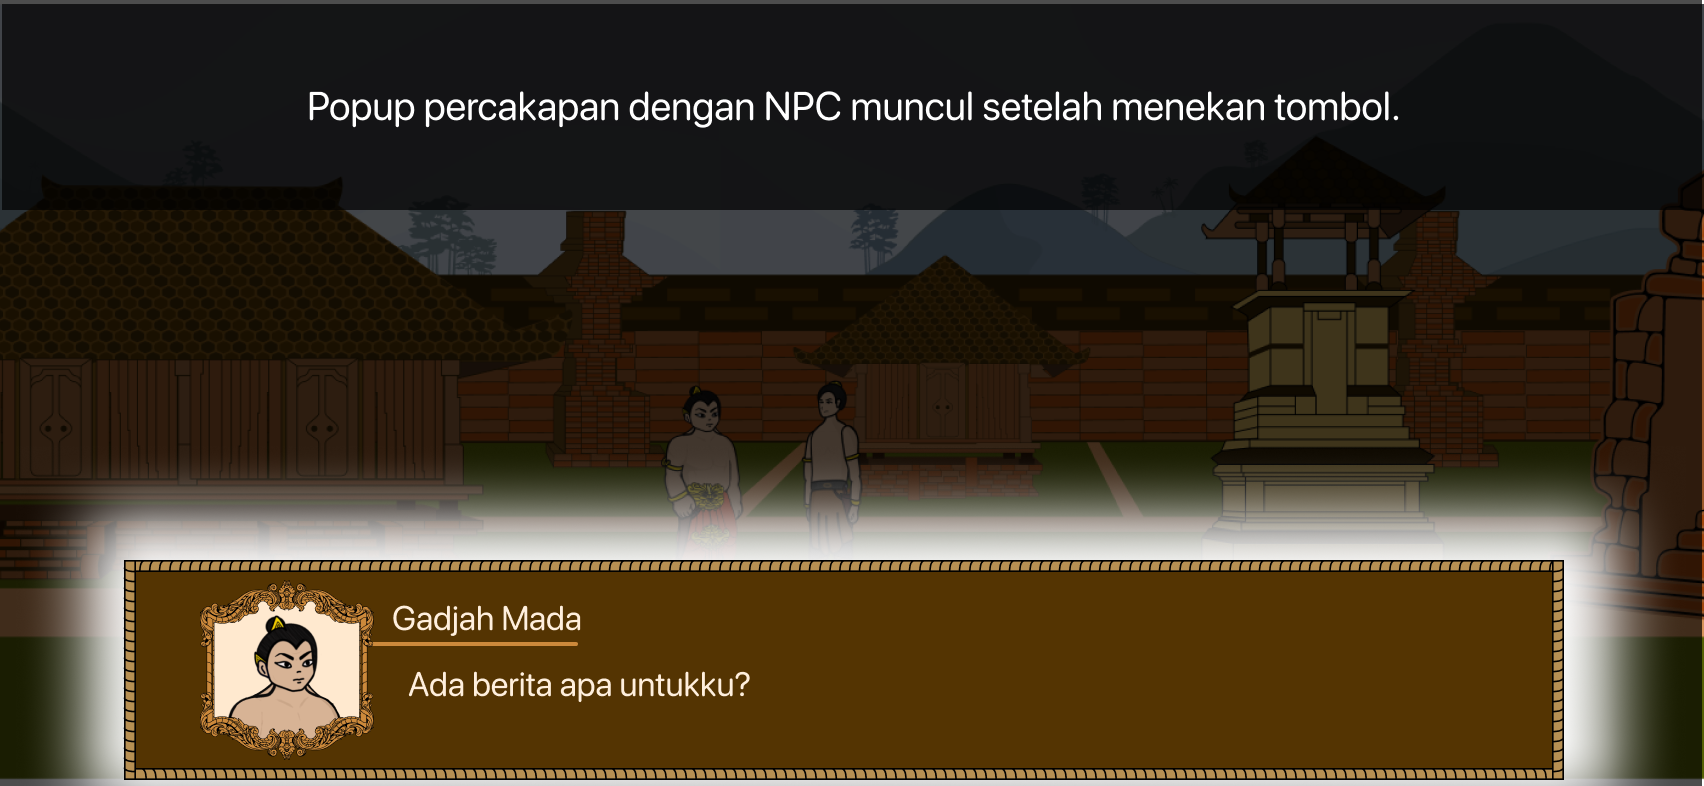 Popup percakapan dengan NPC muncul setelah menekan tombol.
Gadjah Mada
Ada berita apa untukku?